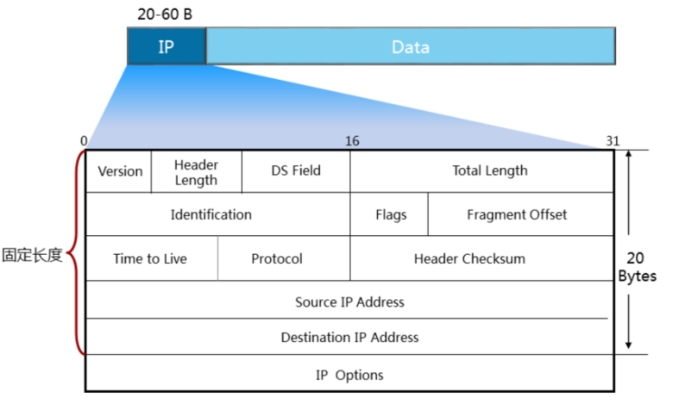 20-60 B
IP
Data
0
16
31
Version
Header
Length
DS Field
Total Length
Identification
Flags
Fragment Offset
固定长度
Time to Live
Protocol
Header Checksum
20
Bytes
Source IP Address
Destination IP Address
IP Options